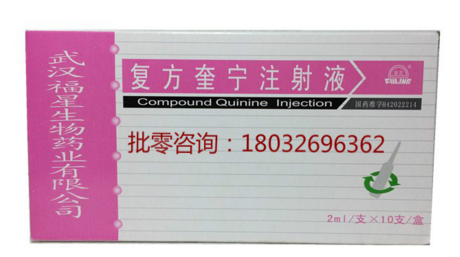 武汉福星生物药业有限公司
复方奎宁注射液
Compound Quinine Injection
国药准字H42022214
批零咨询：18032696362
2ml/支×10支/盒